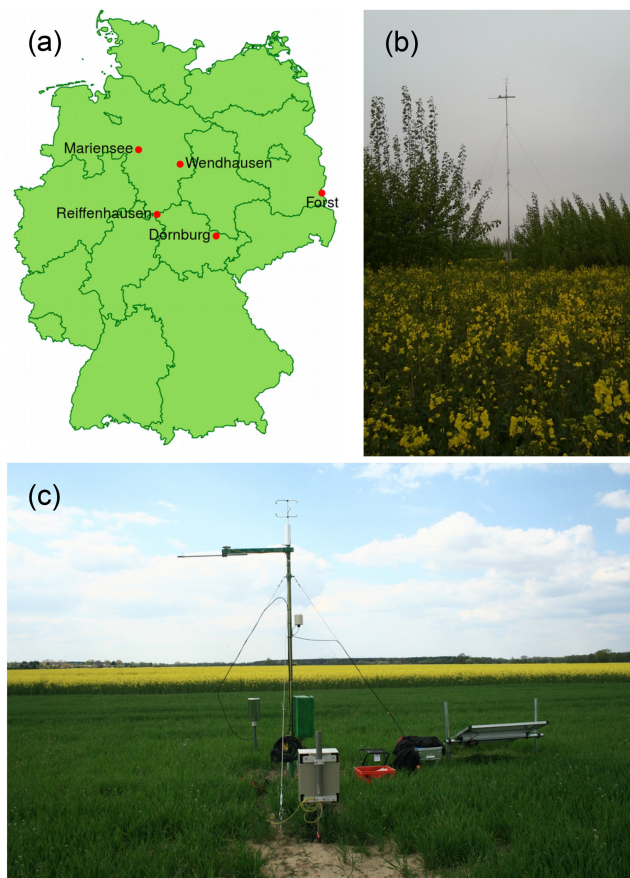 (a)
Mariensee
Wendhausen
Forst
Reiffenhausen
Dornburg
(b)
(c)